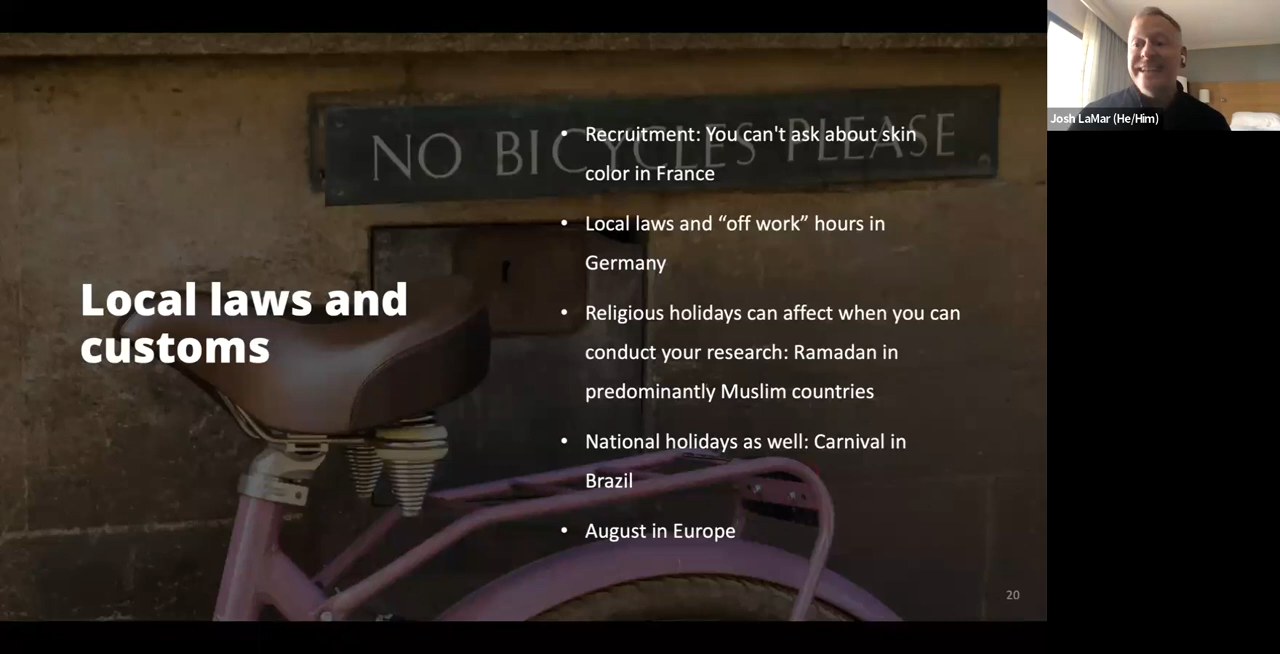 NO BICYCLES PLEASE
Local laws and
customs
• Recruitment: You can't ask about skin
color in France
• Local laws and “off work” hours in
Germany
• Religious holidays can affect when you can
conduct your research: Ramadan in
predominantly Muslim countries
• National holidays as well: Carnival in
Brazil
• August in Europe
20
Josh LaMar (He/Him)